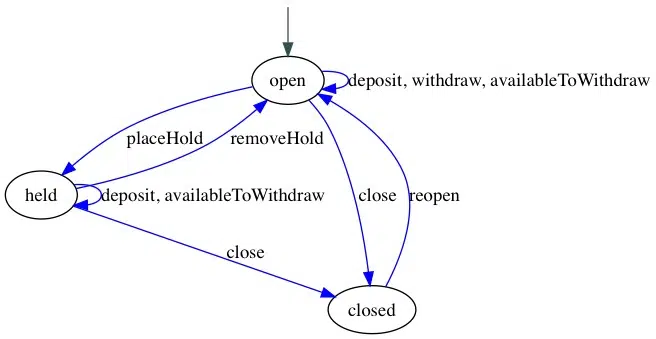 open
deposit, withdraw, availableToWithdraw
placeHold
removeHold
held
deposit, availableToWithdraw
close
reopen
close
closed